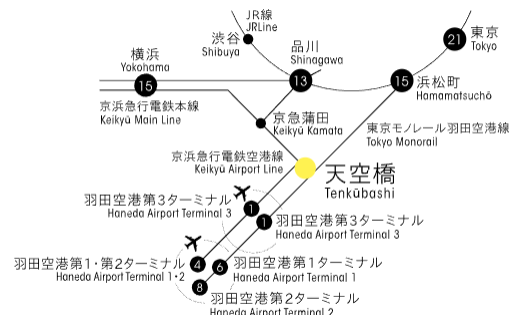 JR線
JRLine
渋谷
Shibuya
品川
Shinagawa
21
東京
Tokyo
横浜
Yokohama
15
13
15
浜松町
Hamamatsuchō
京浜急行電鉄本線
Keikyū Main Line
京急蒲田
Keikyū Kamata
東京モノレール羽田空港線
Tokyo Monorail
京浜急行電鉄空港線
Keikyū Airport Line
天空橋
Tenkūbashi
羽田空港第3ターミナル
Haneda Airport Terminal 3
1
1
羽田空港第3ターミナル
Haneda Airport Terminal 3
羽田空港第1・第2ターミナル
Haneda Airport Terminal 1・2
4
6
羽田空港第1ターミナル
Haneda Airport Terminal 1
8
羽田空港第2ターミナル
Haneda Airport Terminal 2